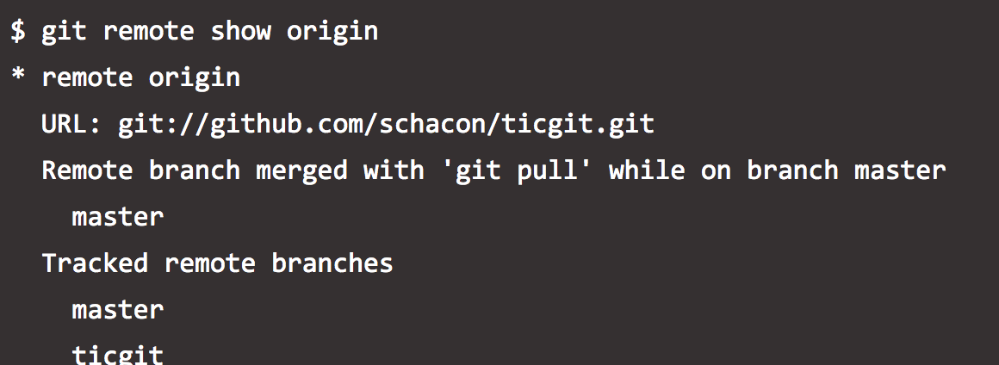 $ git remote show origin
* remote origin
URL: git://github.com/schacon/ticgit.git
Remote branch merged with 'git pull' while on branch master
master
Tracked remote branches
master
ticgit